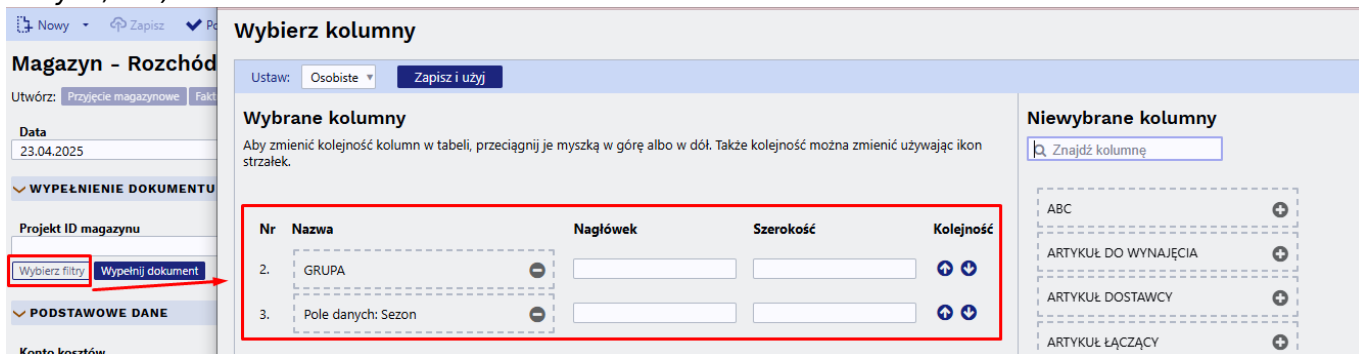 Nowy Zapisz
Wybierz kolumny
Magazyn - Rozchód
Ustaw: Osobiste Zapisz i użyj
Utwórz: Przyjęcie magazynowe
Wybrane kolumny
Niewybrane kolumny
Data
Aby zmienić kolejność kolumn w tabeli, przeciągnij je myszką w górę albo w dół. Także kolejność można zmienić używając ikon
strzałek.
23.04.2025
Znajdź kolumnę
WYPEŁNIENIE DOKUMENTU
ABC
Projekt ID magazynu
Nr Nazwa Nagłówek Szerokość Kolejność
ARTYKUŁ DO WYNAJĘCIA
Wybierz filtry Wypełnij dokument
2. GRUPA
ARTYKUŁ DOSTAWCY
PODSTAWOWE DANE
3. Pole danych: Sezon
ARTYKUŁ ŁĄCZĄCY
Konto kosztów